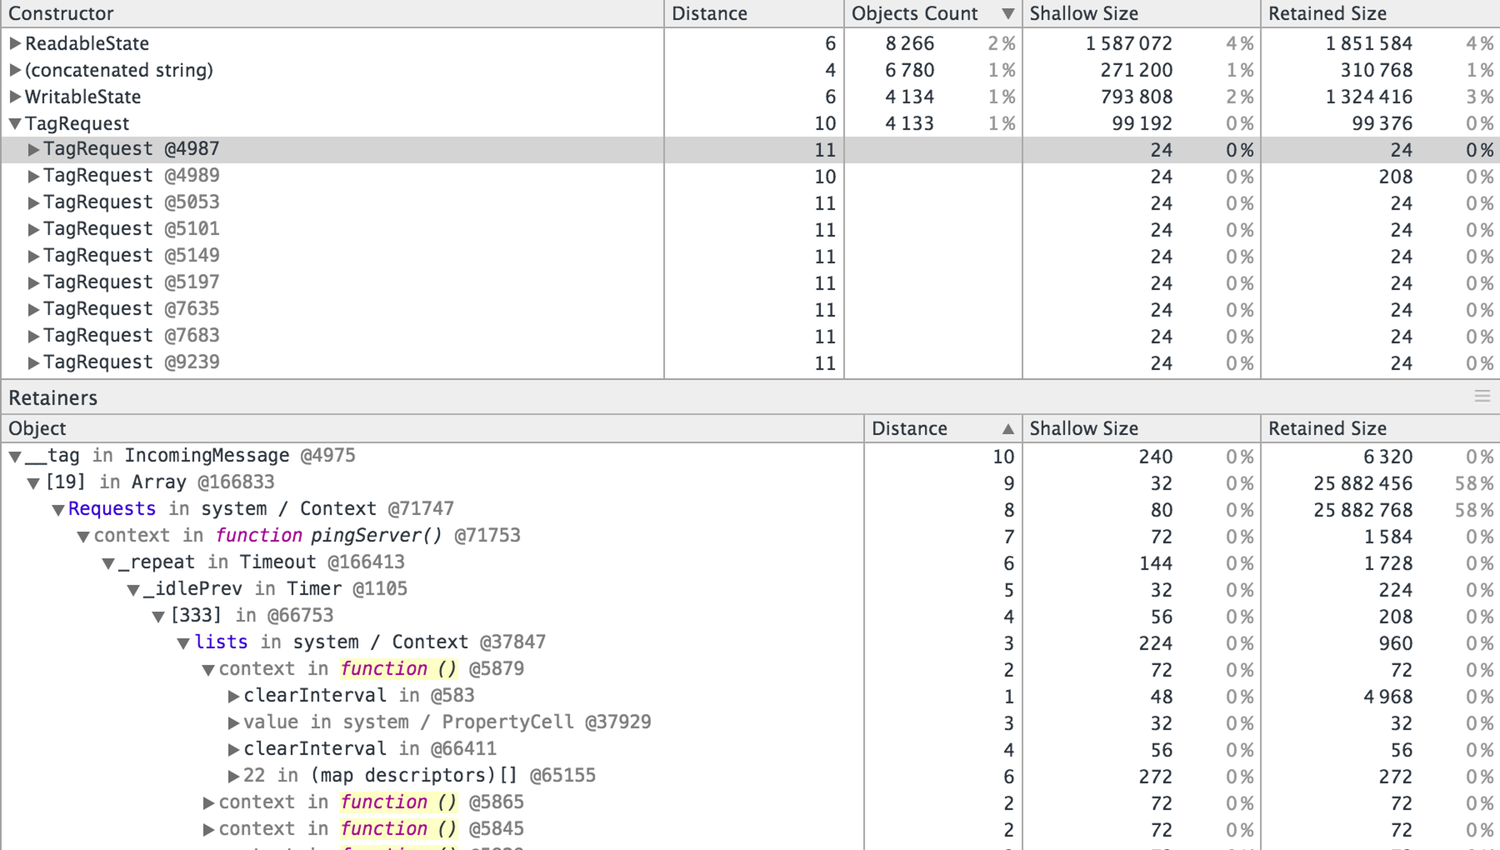 Constructor Distance Objects Count ▼ Shallow Size Retained Size
▶ReadableState 6 8 266 2% 1 587 072 4% 1 851 584 4%
▶(concatenated string) 4 6 780 1% 271 200 1% 310 768 1%
▶WritableState 6 4 134 1% 793 808 2% 1 324 416 3%
▼TagRequest 10 4 133 1% 99 192 0% 99 376 0%
▶TagRequest @4987 11 24 0% 24 0%
▶TagRequest @4989 10 24 0% 208 0%
▶TagRequest @5053 11 24 0% 24 0%
▶TagRequest @5101 11 24 0% 24 0%
▶TagRequest @5149 11 24 0% 24 0%
▶TagRequest @5197 11 24 0% 24 0%
▶TagRequest @7635 11 24 0% 24 0%
▶TagRequest @7683 11 24 0% 24 0%
▶TagRequest @9239 11 24 0% 24 0%
Retainers
Object Distance ▲ Shallow Size Retained Size
▼__tag in IncomingMessage @4975 10 240 0% 6 320 0%
▼[19] in Array @166833 9 32 0% 25 882 456 58%
▼Requests in system / Context @71747 8 80 0% 25 882 768 58%
▼context in function pingServer() @71753 7 72 0% 1 584 0%
▼_repeat in Timeout @166413 6 144 0% 1 728 0%
▼_idlePrev in Timer @1105 5 32 0% 224 0%
▼[333] in @66753 4 56 0% 208 0%
▼lists in system / Context @37847 3 224 0% 960 0%
▼context in function () @5879 2 72 0% 72 0%
▶clearInterval in @583 1 48 0% 4 968 0%
▶value in system / PropertyCell @37929 3 32 0% 32 0%
▶clearInterval in @66411 4 56 0% 56 0%
▶22 in (map descriptors)[] @65155 6 272 0% 272 0%
▶context in function () @5865 2 72 0% 72 0%
▶context in function () @5845 2 72 0% 72 0%